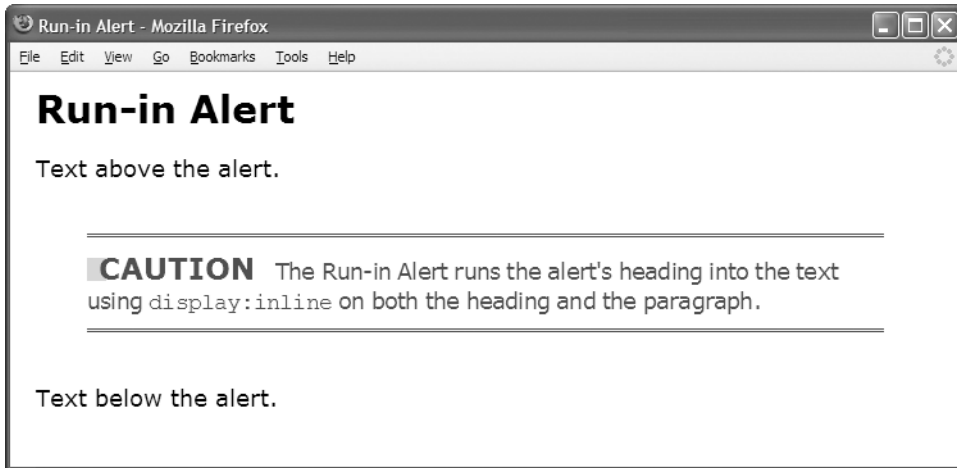 Run-in Alert - Mozilla Firefox
File Edit View Go Bookmarks Tools Help
Run-in Alert
Text above the alert.
CAUTION The Run-in Alert runs the alert's heading into the text
using display:inline on both the heading and the paragraph.
Text below the alert.